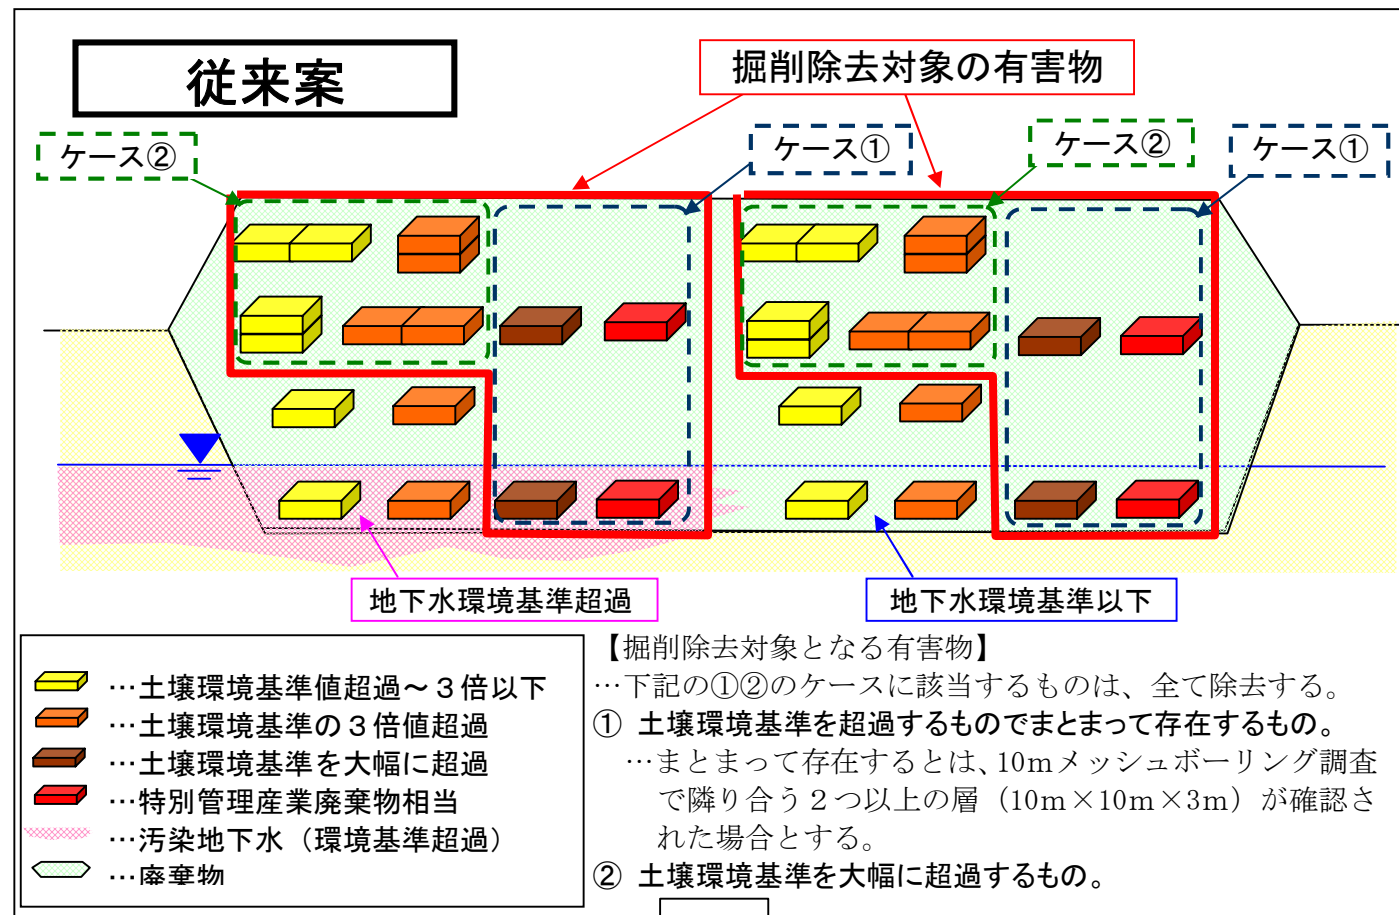 従来案
掘削除去対象の有害物
ケース②
ケース①
ケース②
ケース①
地下水環境基準超過
地下水環境基準以下
…土壌環境基準値超過～３倍以下
…土壌環境基準の３倍値超過
…土壌環境基準を大幅に超過
…特別管理産業廃棄物相当
…汚染地下水（環境基準超過）
…廃棄物
【掘削除去対象となる有害物】
…下記の①②のケースに該当するものは、全て除去する。
① 土壌環境基準を超過するものでまとまって存在するもの。
…まとまって存在するとは、10mメッシュボーリング調査
で隣り合う２つ以上の層（10m×10m×3m）が確認さ
れた場合とする。
② 土壌環境基準を大幅に超過するもの。